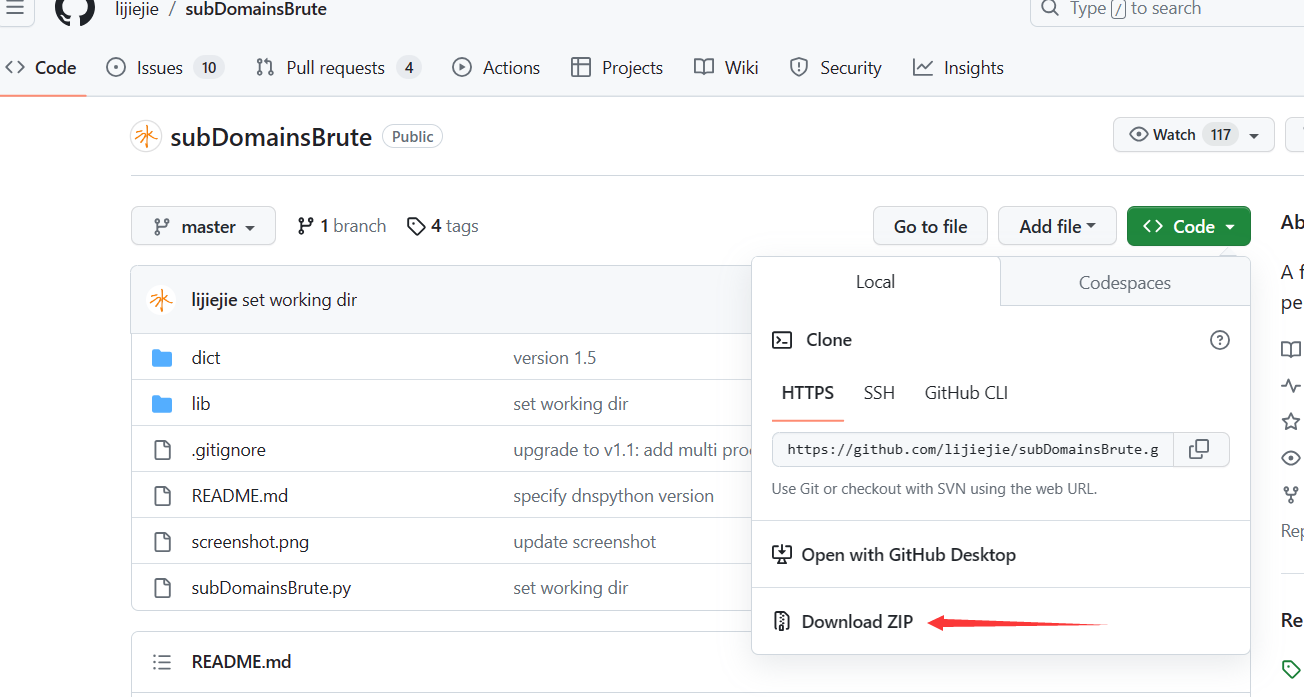 lijiejie / subDomainsBrute
Type / to search
Code
Issues 10
Pull requests 4
Actions
Projects
Wiki
Security
Insights
subDomainsBrute Public
Watch 117
master
1 branch
4 tags
Go to file
Add file
Code
Ab
Local
Codespaces
A f
pe
lijiejie set working dir
Clone
dict version 1.5
HTTPS SSH GitHub CLI
lib set working dir
.gitignore upgrade to v1.1: add multi proc
https://github.com/lijiejie/subDomainsBrute.g
README.md specify dnspython version
Use Git or checkout with SVN using the web URL.
Rep
screenshot.png update screenshot
Open with GitHub Desktop
subDomainsBrute.py set working dir
Download ZIP
Re
README.md